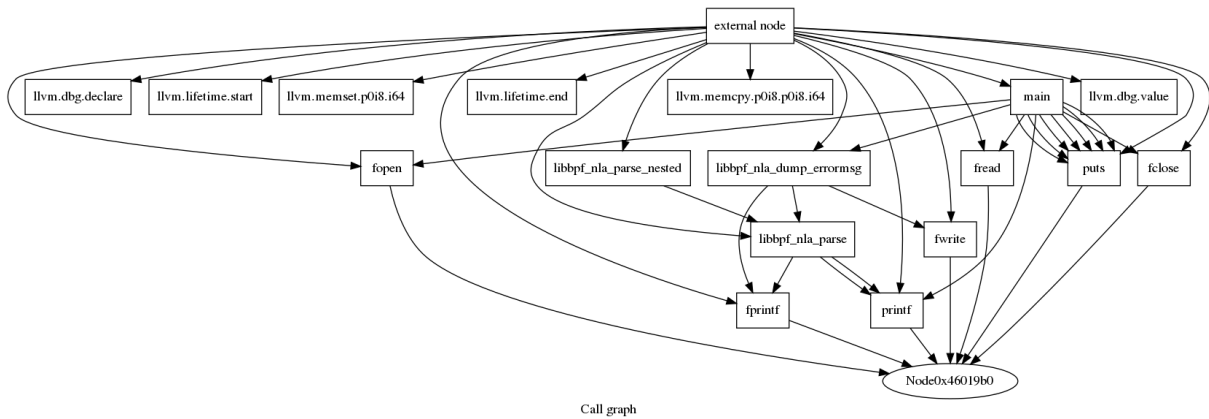 external node
llvm.dbg.declare
llvm.lifetime.start
llvm.memset.p0i8.i64
llvm.lifetime.end
llvm.memcpy.p0i8.p0i8.i64
main
llvm.dbg.value
fopen
libbpf_nla_parse_nested
libbpf_nla_dump_errormsg
fread
puts
fclose
libbpf_nla_parse
fwrite
fprintf
printf
Node0x46019b0
Call graph